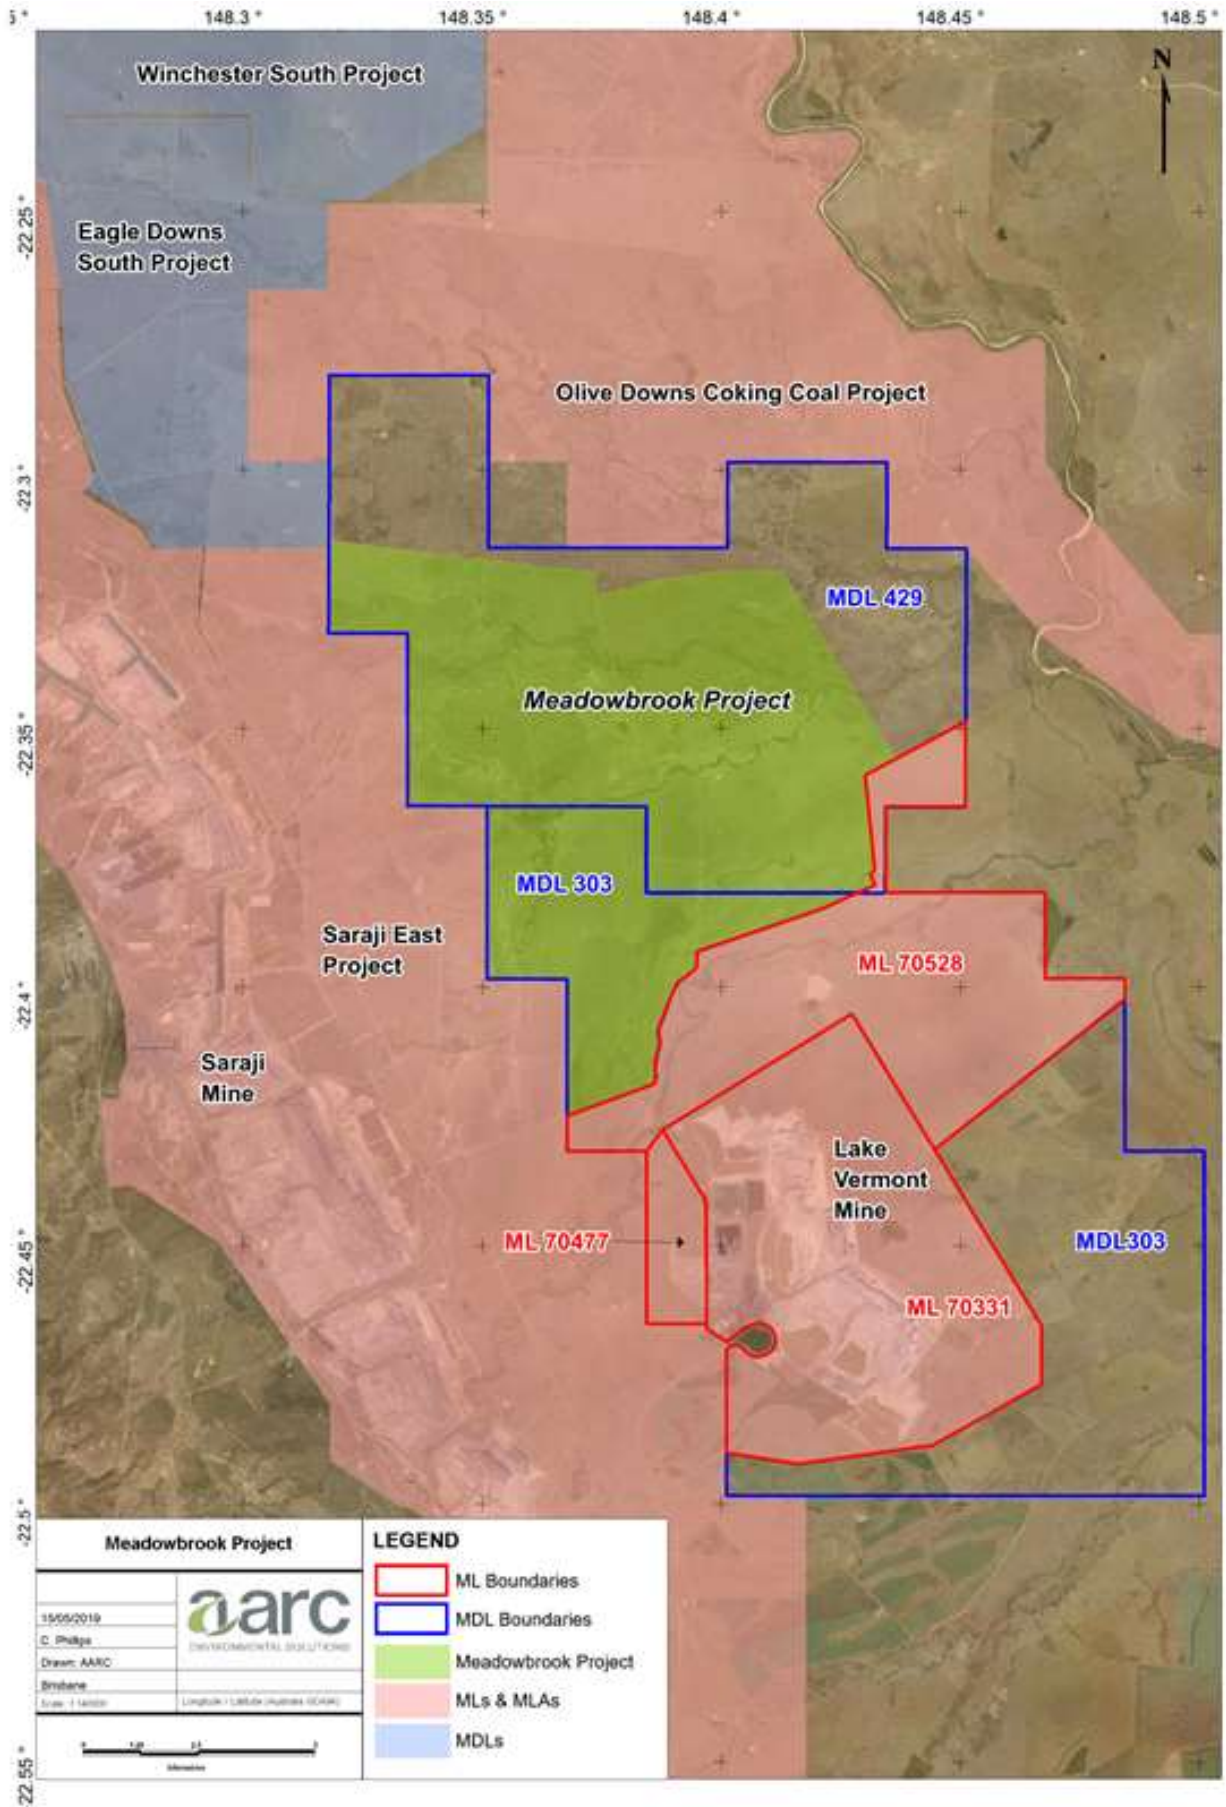 148.3 °
148.35 °
148.4 °
148.45 °
148.5 °
Winchester South Project
N
-22.25 °
Eagle Downs
South Project
Olive Downs Coking Coal Project
-22.3 °
MDL 429
Meadowbrook Project
-22.35 °
MDL 303
Saraji East
Project
ML 70528
-22.4 °
Saraji
Mine
Lake
Vermont
Mine
-22.45 °
ML 70477
MDL303
ML 70331
-22.5 °
Meadowbrook Project
LEGEND
ML Boundaries
MDL Boundaries
Meadowbrook Project
MLs & MLAs
MDLs
aarc
ENVIRONMENTAL SOLUTIONS
15/05/2019
C. Phillips
Drawn: AARC
Brisbane
-22.55 °